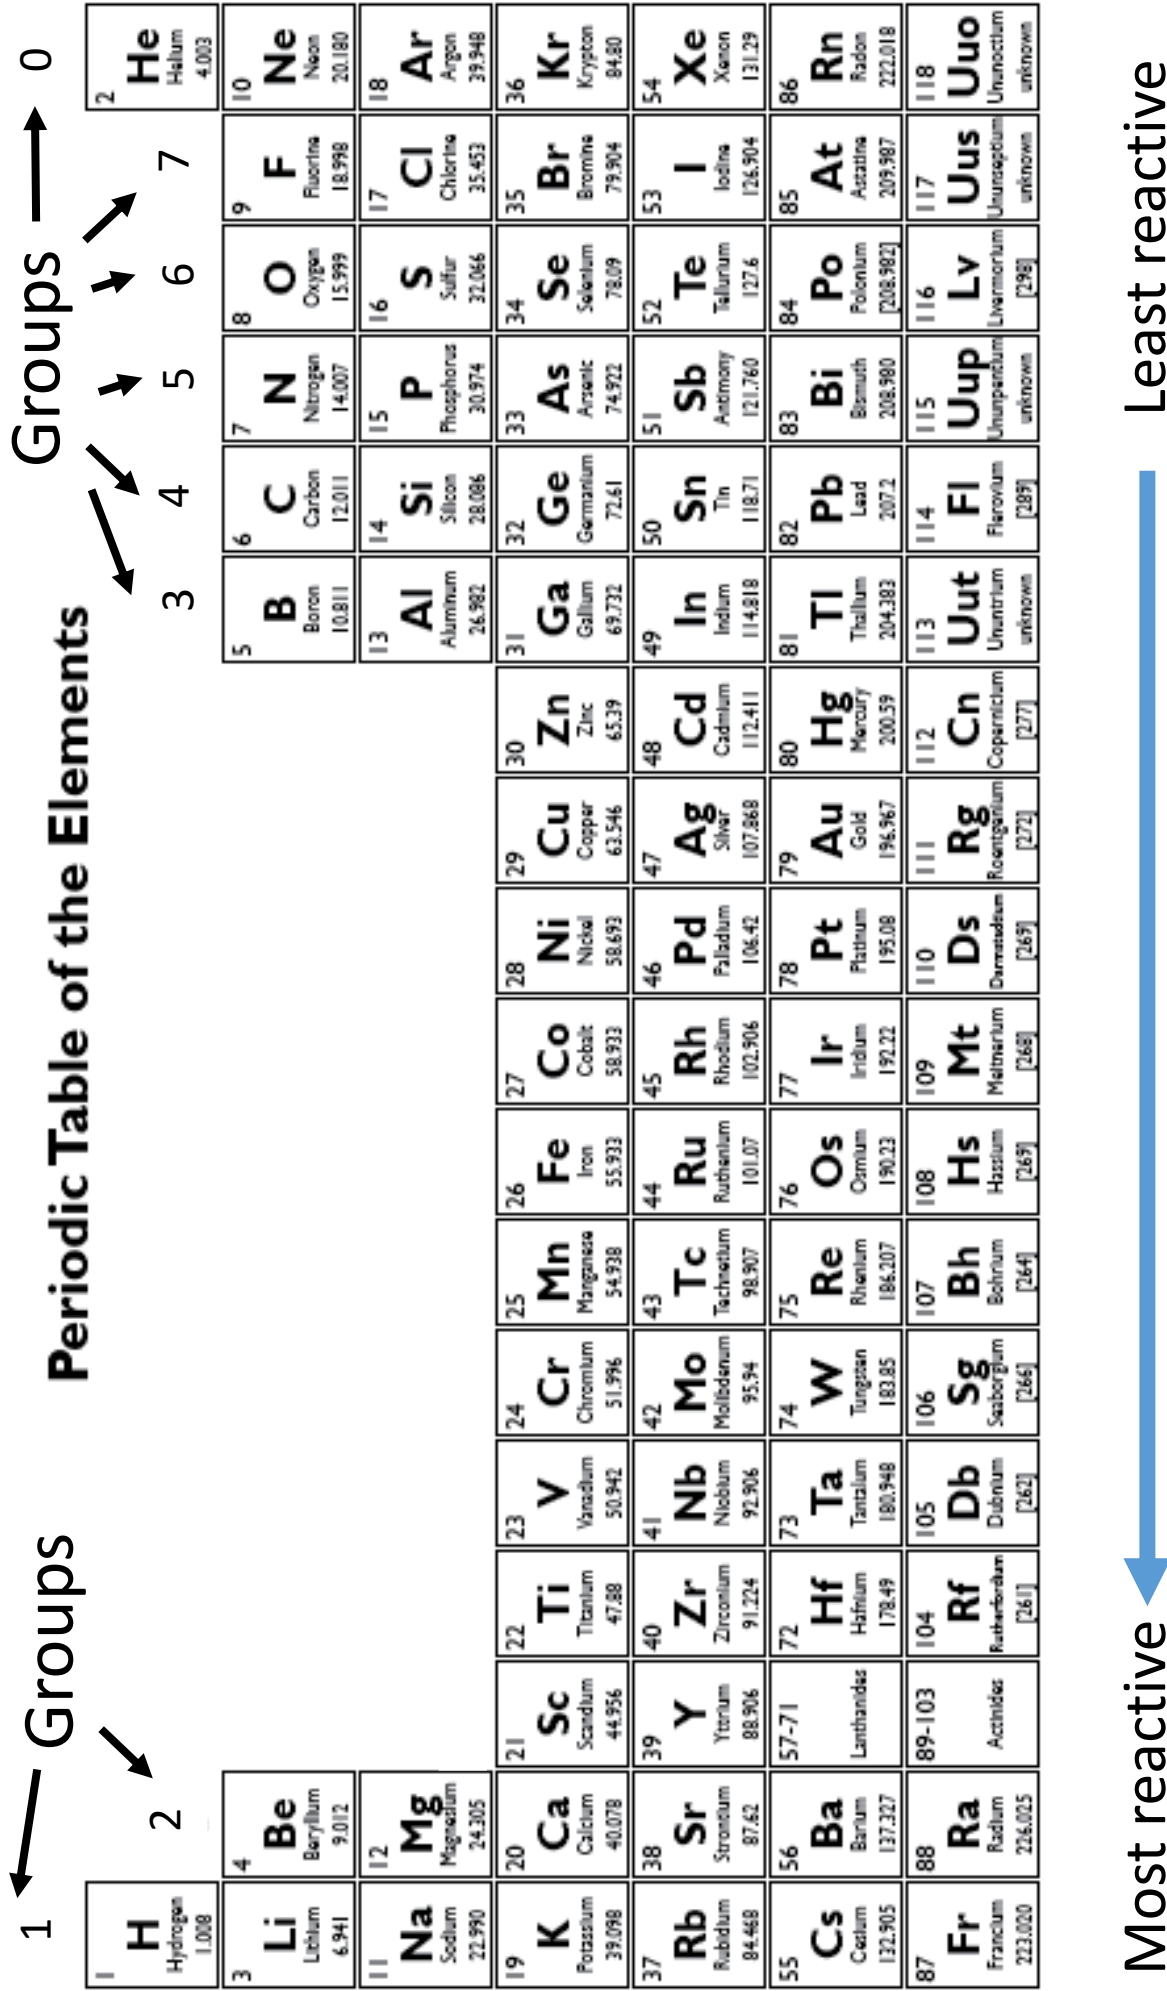 Groups Groups
1 2 3 4 5 6 7 0
Periodic Table of the Elements
1 2
H He
Hydrogen Helium
1.008 4.003
3 4 5 6 7 8 9 10
Li Be B C N O F Ne
Lithium Beryllium Boron Carbon Nitrogen Oxygen Fluorine Neon
6.941 9.012 10.811 12.011 14.007 15.999 18.998 20.180
11 12 13 14 15 16 17 18
Na Mg Al Si P S Cl Ar
Sodium Magnesium Aluminum Silicon Phosphorus Sulfur Chlorine Argon
22.990 24.305 26.982 28.086 30.974 32.066 35.453 39.948
19 20 21 22 23 24 25 26 27 28 29 30 31 32 33 34 35 36
K Ca Sc Ti V Cr Mn Fe Co Ni Cu Zn Ga Ge As Se Br Kr
Potassium Calcium Scandium Titanium Vanadium Chromium Manganese Iron Cobalt Nickel Copper Zinc Gallium Germanium Arsenic Selenium Bromine Krypton
39.098 40.078 44.956 47.88 50.942 51.996 54.938 55.933 58.933 58.693 63.546 65.39 69.732 72.61 74.922 78.09 79.904 84.80
37 38 39 40 41 42 43 44 45 46 47 48 49 50 51 52 53 54
Rb Sr Y Zr Nb Mo Tc Ru Rh Pd Ag Cd In Sn Sb Te I Xe
Rubidium Strontium Yttrium Zirconium Niobium Molibdenum Technetium Ruthenium Rhodium Palladium Silver Cadmium Indium Tin Antimony Tellurium Iodine Xenon
84.468 87.62 88.906 91.224 92.906 95.94 98.907 101.07 102.906 106.42 107.868 112.411 114.818 118.71 121.760 127.6 126.904 131.29
55 56 57-71 72 73 74 75 76 77 78 79 80 81 82 83 84 85 86
Cs Ba Hf Ta W Re Os Ir Pt Au Hg Tl Pb Bi Po At Rn
Cesium Barium Lanthanides Hafnium Tantalum Tungsten Rhenium Osmium Iridium Platinum Gold Mercury Thallium Lead Bismuth Polonium Astatine Radon
132.905 137.327 178.49 180.948 183.85 186.207 190.23 192.22 195.08 196.967 200.59 204.383 207.2 208.980 [208.982] 209.987 222.018
87 88 89-103 104 105 106 107 108 109 110 111 112 113 114 115 116 117 118
Fr Ra Rf Db Sg Bh Hs Mt Ds Rg Cn Uut Fl Uup Lv Uus Uuo
Francium Radium Actinides Rutherfordium Dubnium Seaborgium Bohrium Hassium Meitnerium Darmstadtium Roentgenium Copernicium Ununtrium Flerovium Ununpentium Livermorium Ununseptium Ununoctium
223.020 226.025 [261] [262] [266] [264] [269] [268] [269] [272] [277] unknown [289] unknown [298] unknown unknown
Most reactive Least reactive